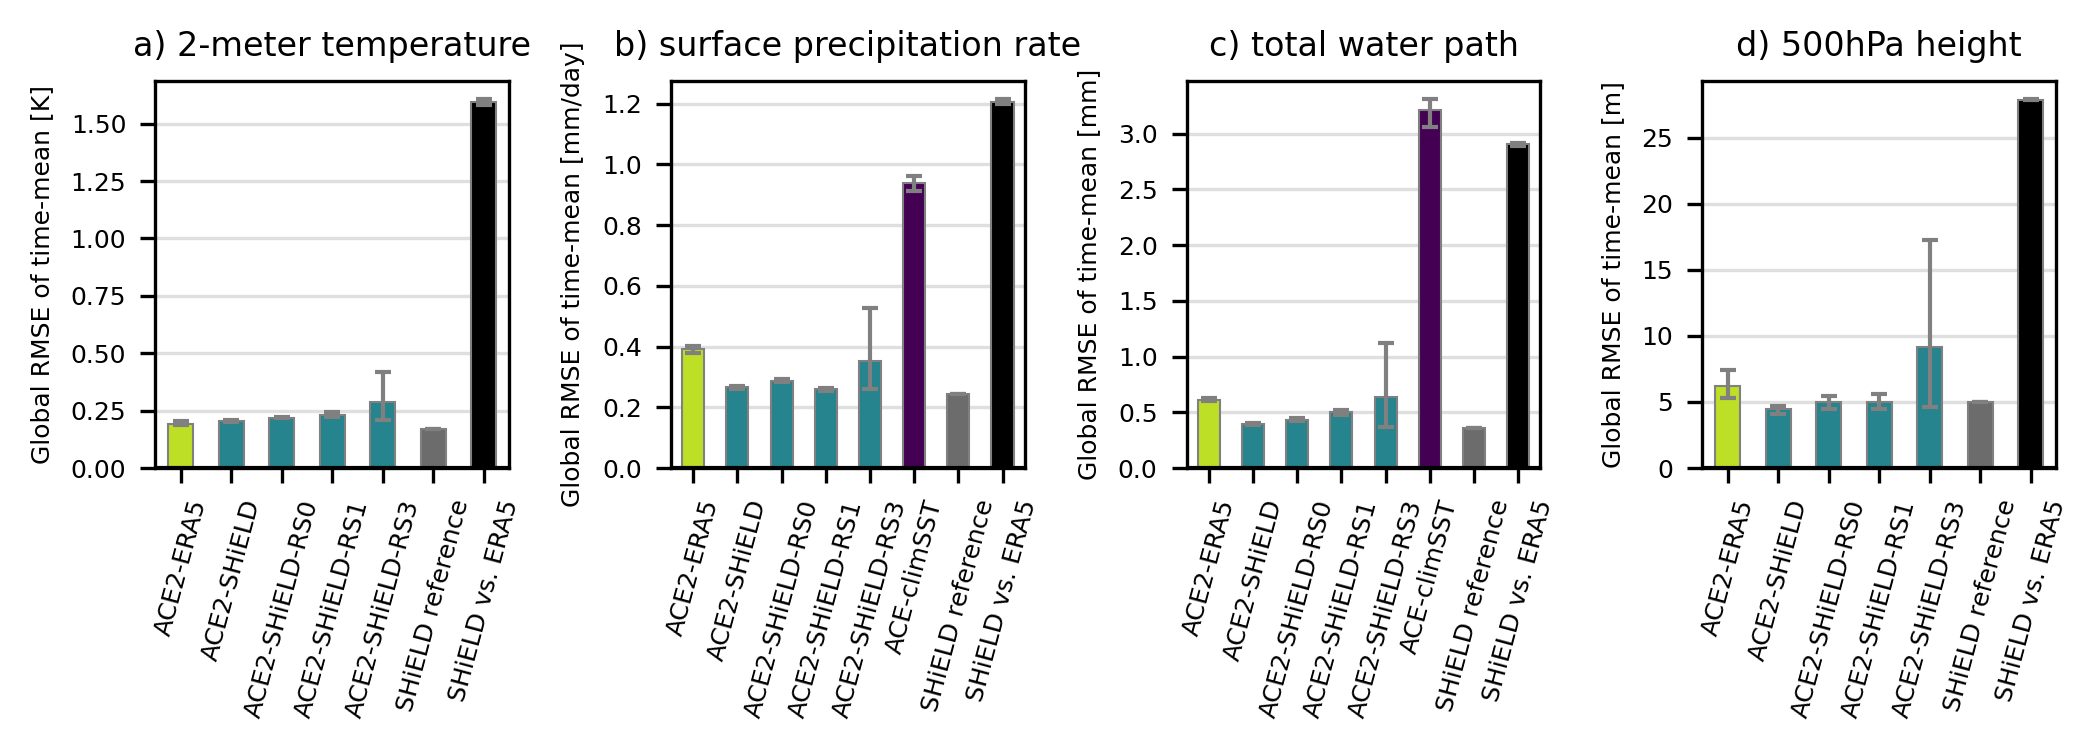 a) 2-meter temperature
Global RMSE of time-mean [K]
1.50
1.25
1.00
0.75
0.50
0.25
0.00
ACE2-ERA5
ACE2-SHiELD
ACE2-SHiELD-RS0
ACE2-SHiELD-RS1
ACE2-SHiELD-RS3
SHiELD reference
SHiELD vs. ERA5
b) surface precipitation rate
Global RMSE of time-mean [mm/day]
1.2
1.0
0.8
0.6
0.4
0.2
0.0
ACE2-ERA5
ACE2-SHiELD
ACE2-SHiELD-RS0
ACE2-SHiELD-RS1
ACE2-SHiELD-RS3
ACE-climSST
SHiELD reference
SHiELD vs. ERA5
c) total water path
Global RMSE of time-mean [mm]
3.0
2.5
2.0
1.5
1.0
0.5
0.0
ACE2-ERA5
ACE2-SHiELD
ACE2-SHiELD-RS0
ACE2-SHiELD-RS1
ACE2-SHiELD-RS3
ACE-climSST
SHiELD reference
SHiELD vs. ERA5
d) 500hPa height
Global RMSE of time-mean [m]
25
20
15
10
5
0
ACE2-ERA5
ACE2-SHiELD
ACE2-SHiELD-RS0
ACE2-SHiELD-RS1
ACE2-SHiELD-RS3
SHiELD reference
SHiELD vs. ERA5